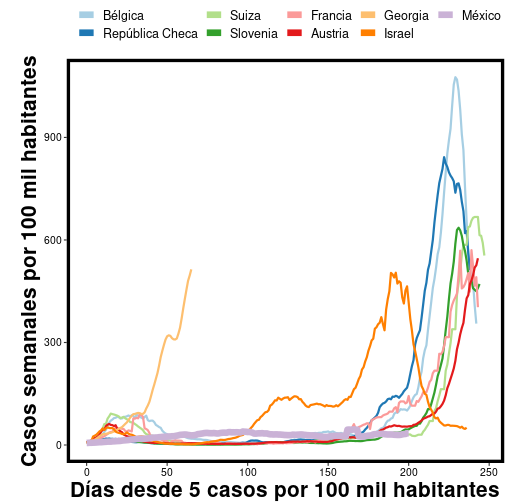 Bélgica Suiza Francia Georgia México
República Checa Slovenia Austria Israel
Casos semanales por 100 mil habitantes
900
600
300
0
0 50 100 150 200 250
Días desde 5 casos por 100 mil habitantes